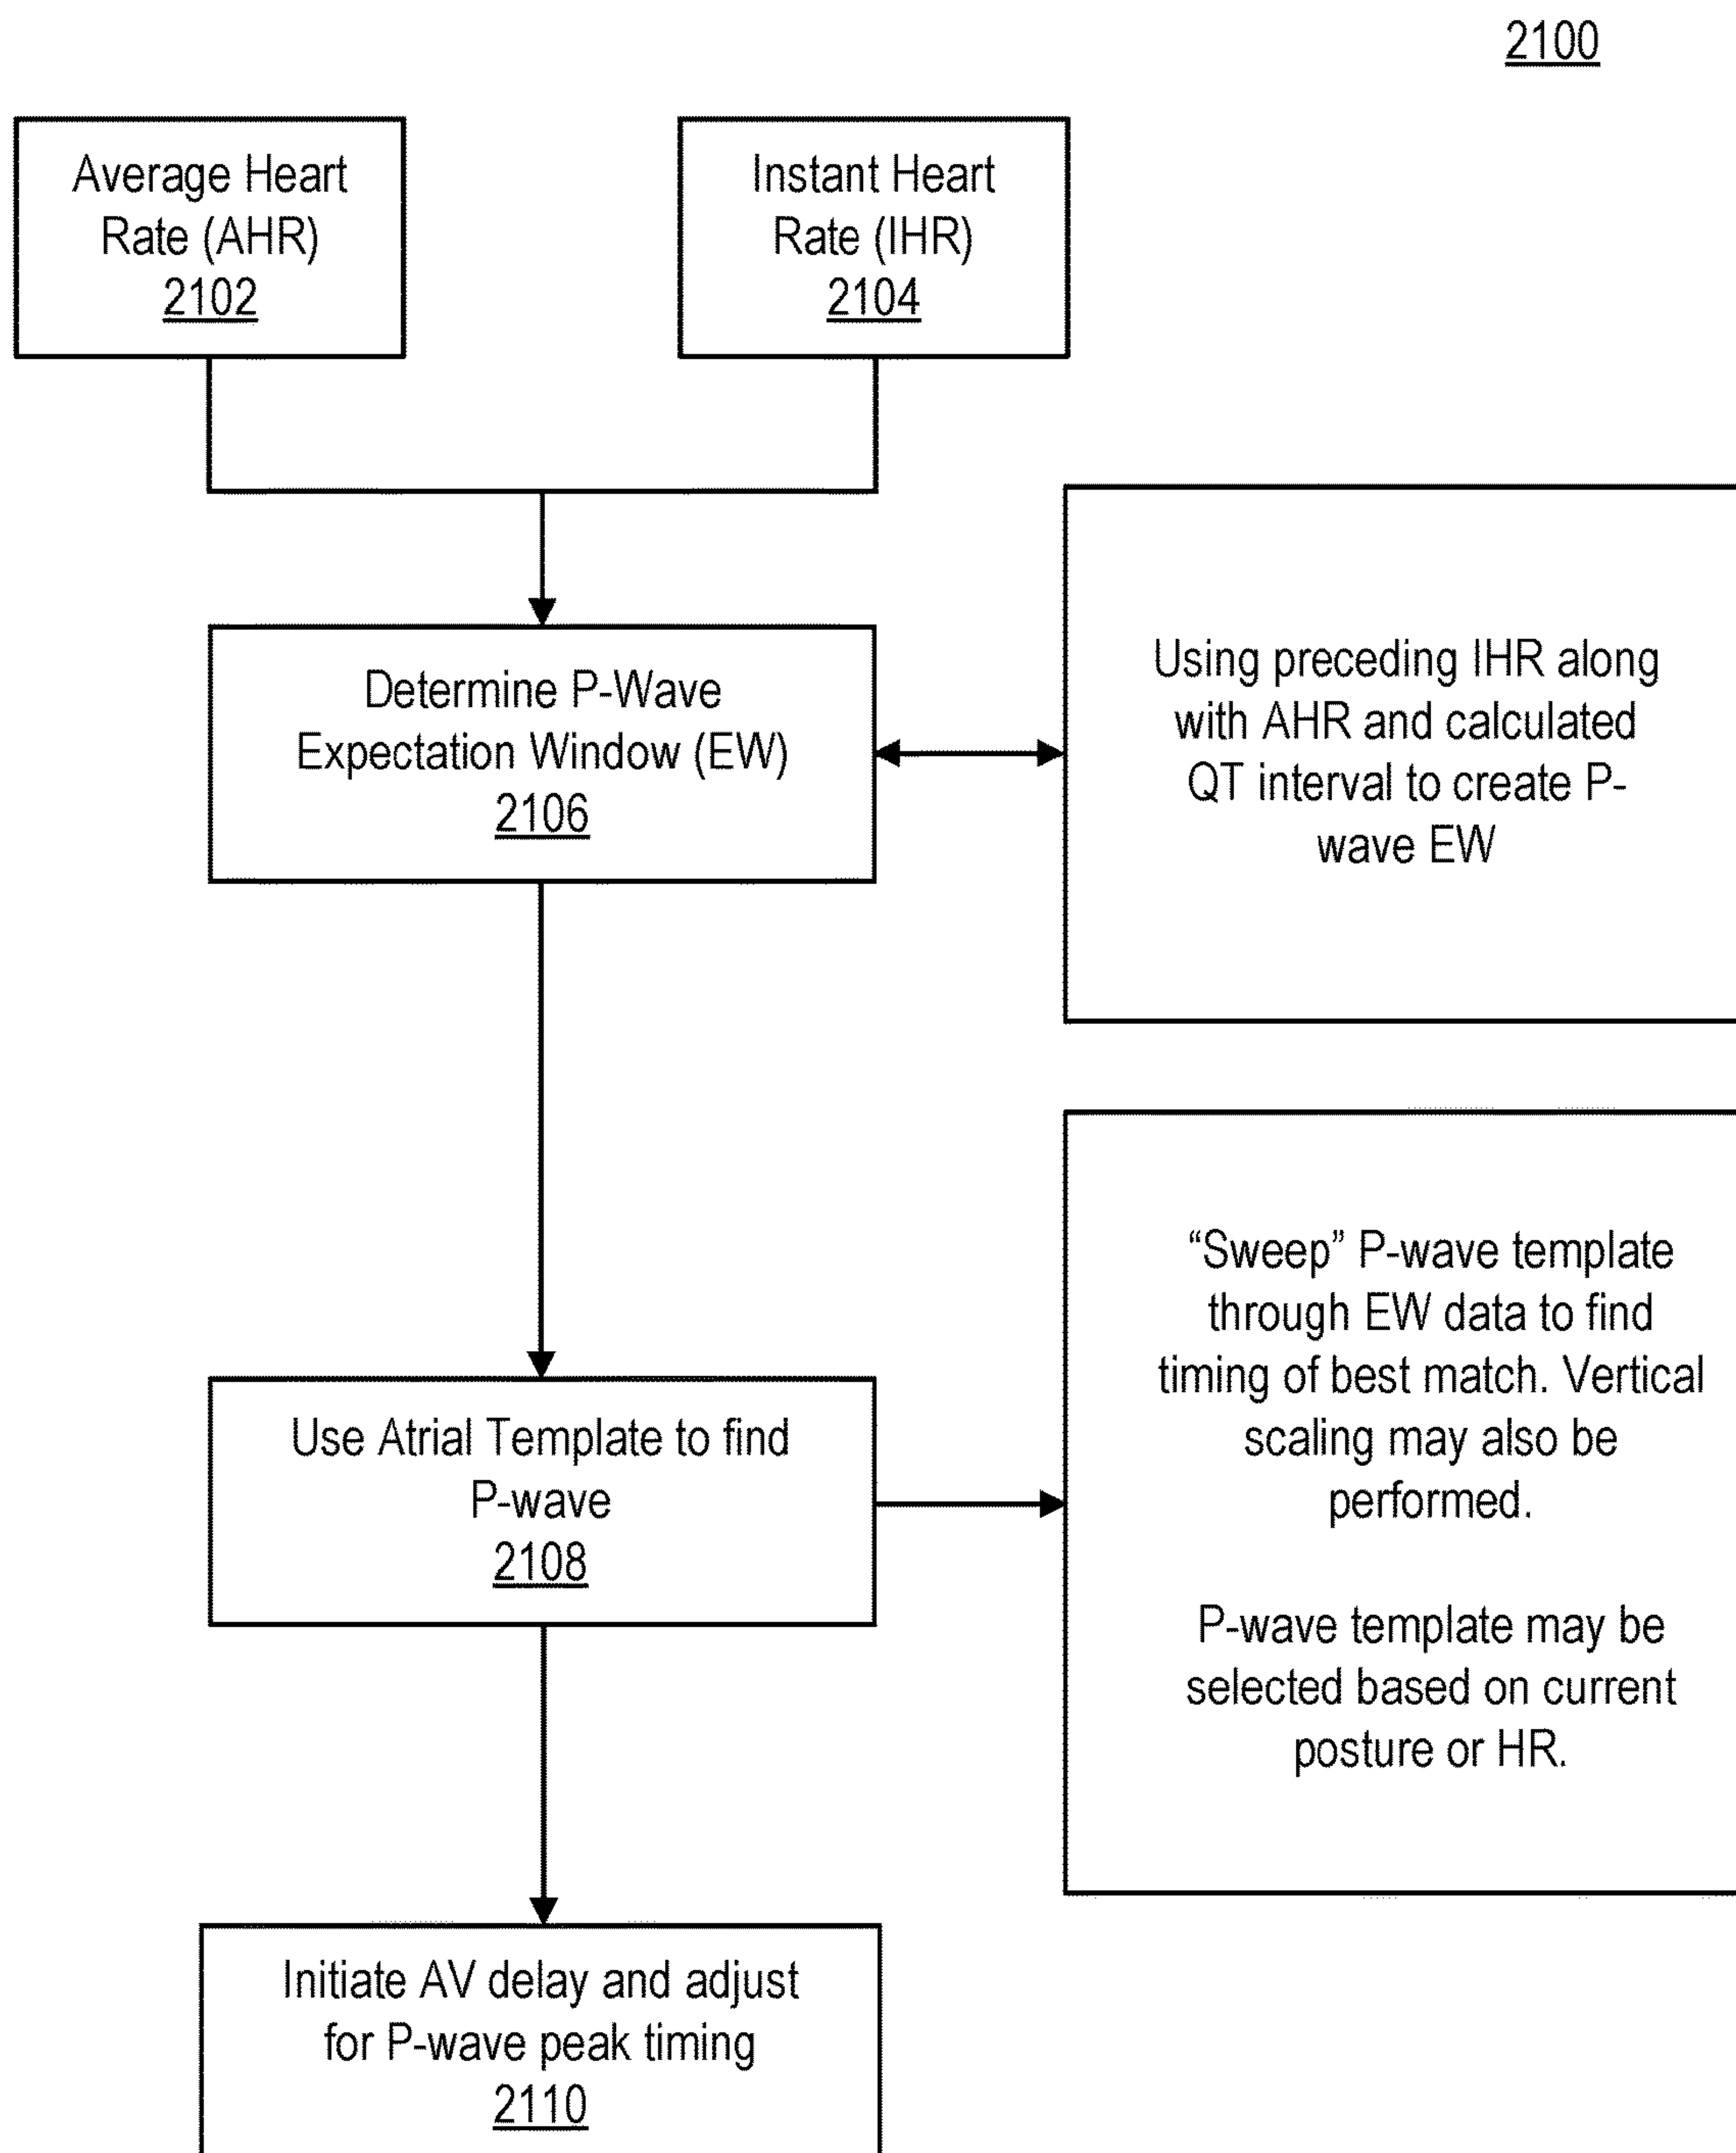 2100
Average Heart
Rate (AHR)
2102
Instant Heart
Rate (IHR)
2104
Determine P-Wave
Expectation Window (EW)
2106
Using preceding IHR along
with AHR and calculated
QT interval to create P-
wave EW
Use Atrial Template to find
P-wave
2108
“Sweep” P-wave template
through EW data to find
timing of best match. Vertical
scaling may also be
performed.
P-wave template may be
selected based on current
posture or HR.
Initiate AV delay and adjust
for P-wave peak timing
2110